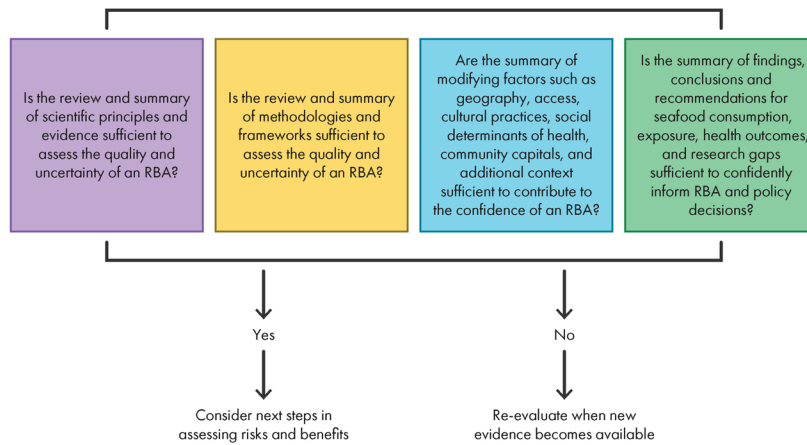 Is the review and summary
of scientific principles and
evidence sufficient to
assess the quality and
uncertainty of an RBA?
Is the review and summary
of methodologies and
frameworks sufficient to
assess the quality and
uncertainty of an RBA?
Are the summary of
modifying factors such as
geography, access,
cultural practices, social
determinants of health,
community capitals, and
additional context
sufficient to contribute to
the confidence of an RBA?
Is the summary of findings,
conclusions and
recommendations for
seafood consumption,
exposure, health outcomes,
and research gaps
sufficient to confidently
inform RBA and policy
decisions?
Yes
No
Consider next steps in
assessing risks and benefits
Re-evaluate when new
evidence becomes available